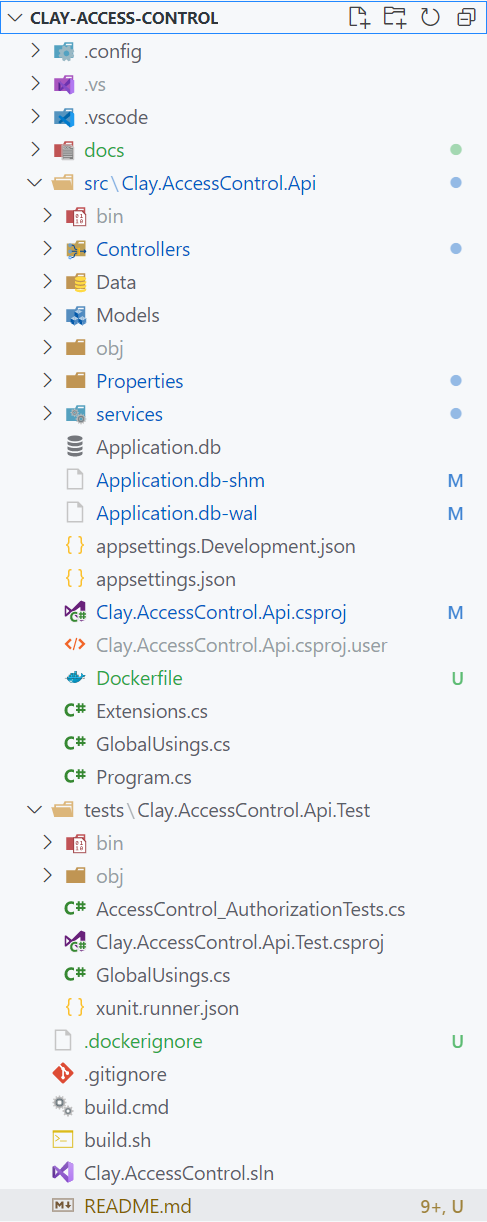 CLAY-ACCESS-CONTROL
.config
.vs
.vscode
docs
src\Clay.AccessControl.Api
bin
Controllers
Data
Models
obj
Properties
services
Application.db
Application.db-shm M
Application.db-wal M
{ } appsettings.Development.json
{ } appsettings.json
Clay.AccessControl.Api.csproj M
Clay.AccessControl.Api.csproj.user
Dockerfile U
C# Extensions.cs
C# GlobalUsings.cs
C# Program.cs
tests\Clay.AccessControl.Api.Test
bin
obj
C# AccessControl_AuthorizationTests.cs
Clay.AccessControl.Api.Test.csproj
C# GlobalUsings.cs
{ } xunit.runner.json
.dockerignore U
.gitignore
build.cmd
build.sh
Clay.AccessControl.sln
README.md 9+, U